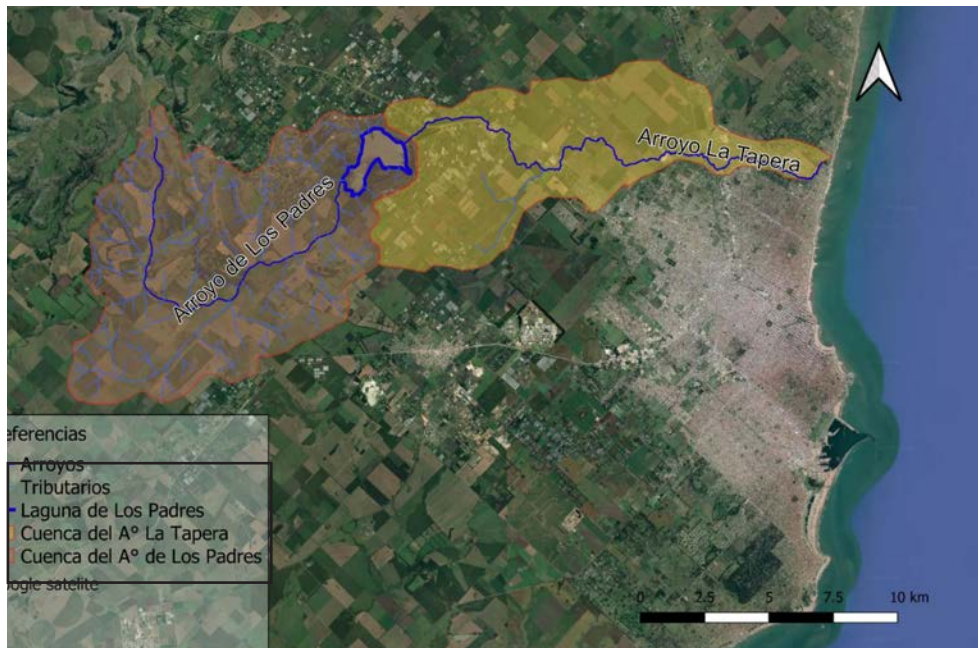 Arroyo La Tapera
Arroyo de Los Padres
eferencias
Arroyos
Tributarios
Laguna de Los Padres
Cuenca del A° La Tapera
Cuenca del A° de Los Padres
oogle satelite
0 2.5 5 7.5 10 km